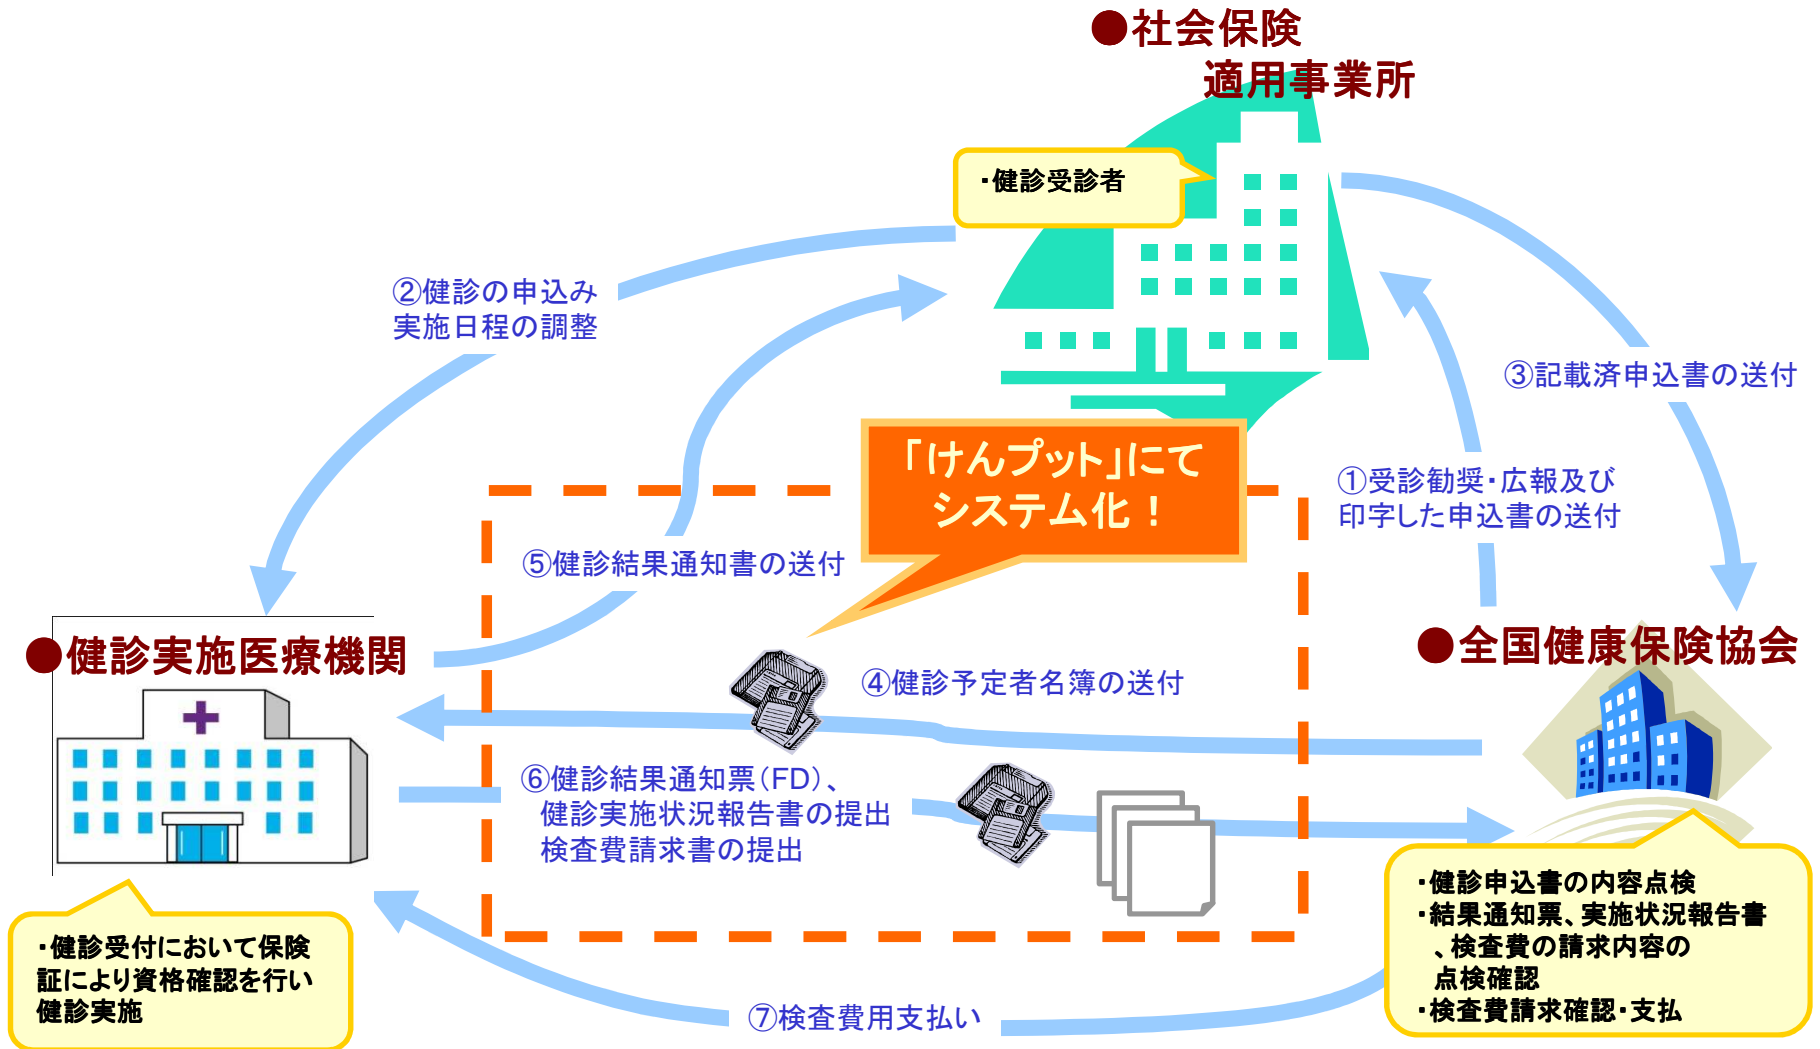 ●社会保険
適用事業所
・健診受診者
②健診の申込み
実施日程の調整
③記載済申込書の送付
「けんプット」にて
システム化！
①受診勧奨・広報及び
印字した申込書の送付
⑤健診結果通知書の送付
●健診実施医療機関
●全国健康保険協会
④健診予定者名簿の送付
⑥健診結果通知票（FD）、
健診実施状況報告書の提出
検査費請求書の提出
・健診申込書の内容点検
・結果通知票、実施状況報告書
、検査費の請求内容の
点検確認
・検査費請求確認・支払
・健診受付において保険
証により資格確認を行い
健診実施
⑦検査費用支払い